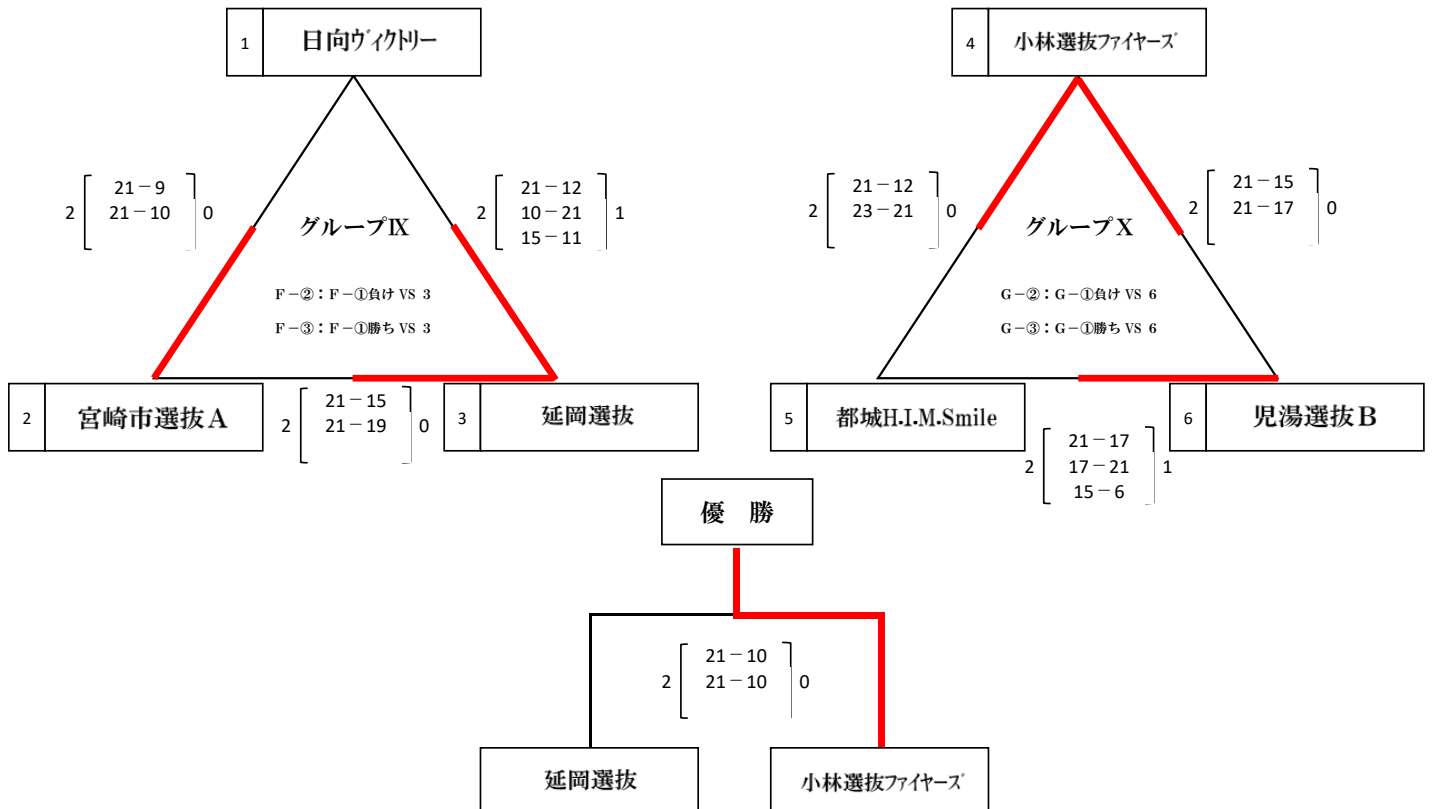 1 日向ヴィクトリー
4 小林選抜ファイヤーズ
2 21－9 0
21－10
2 21－12 1
10－21
15－11
グループⅨ
F－②：F－①負け VS 3
F－③：F－①勝ち VS 3
2 21－12 0
23－21
2 21－15 0
21－17
グループⅩ
G－②：G－①負け VS 6
G－③：G－①勝ち VS 6
2 宮崎市選抜A
2 21－15 0
21－19
3 延岡選抜
5 都城H.I.M.Smile
2 21－17 1
17－21
15－6
6 児湯選抜B
優　勝
2 21－10 0
21－10
延岡選抜
小林選抜ファイヤーズ